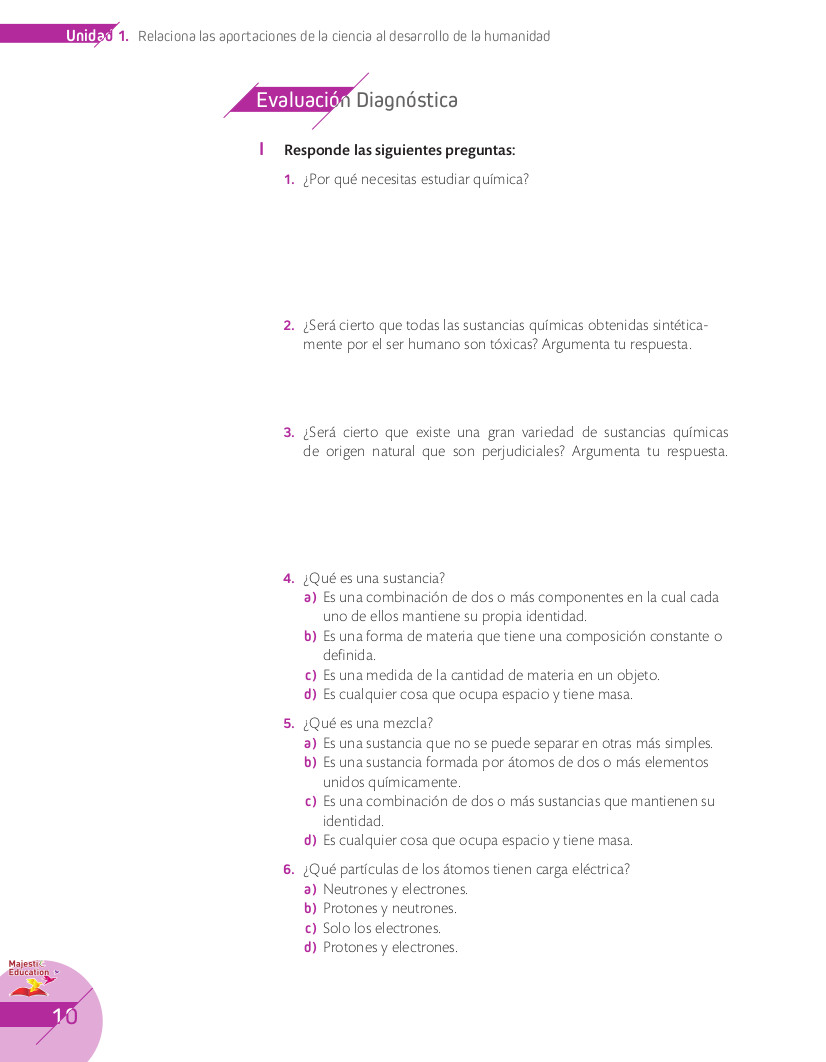 Unidad 1. Relaciona las aportaciones de la ciencia al desarrollo de la humanidad
Evaluación Diagnóstica
I Responde las siguientes preguntas:
1. ¿Por qué necesitas estudiar química?
2. ¿Será cierto que todas las sustancias químicas obtenidas sintética-
mente por el ser humano son tóxicas? Argumenta tu respuesta.
3. ¿Será cierto que existe una gran variedad de sustancias químicas
de origen natural que son perjudiciales? Argumenta tu respuesta.
4. ¿Qué es una sustancia?
a) Es una combinación de dos o más componentes en la cual cada
uno de ellos mantiene su propia identidad.
b) Es una forma de materia que tiene una composición constante o
definida.
c) Es una medida de la cantidad de materia en un objeto.
d) Es cualquier cosa que ocupa espacio y tiene masa.
5. ¿Qué es una mezcla?
a) Es una sustancia que no se puede separar en otras más simples.
b) Es una sustancia formada por átomos de dos o más elementos
unidos químicamente.
c) Es una combinación de dos o más sustancias que mantienen su
identidad.
d) Es cualquier cosa que ocupa espacio y tiene masa.
6. ¿Qué partículas de los átomos tienen carga eléctrica?
a) Neutrones y electrones.
b) Protones y neutrones.
c) Solo los electrones.
d) Protones y electrones.
Majestic
Education
10